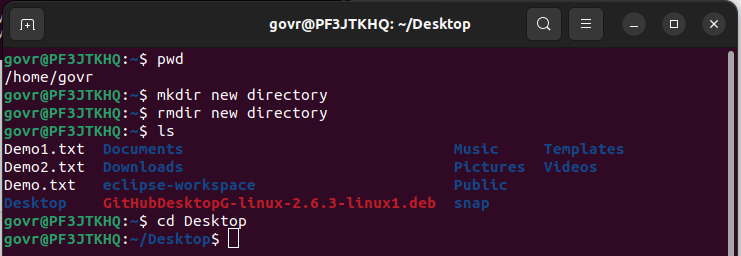 govr@PF3JTKHQ: ~/Desktop
govr@PF3JTKHQ:~$ pwd
/home/govr
govr@PF3JTKHQ:~$ mkdir new directory
govr@PF3JTKHQ:~$ rmdir new directory
govr@PF3JTKHQ:~$ ls
Demo1.txt  Documents                                Music     Templates
Demo2.txt  Downloads                                Pictures  Videos
Demo.txt   eclipse-workspace                        Public
Desktop    GitHubDesktopG-linux-2.6.3-linux1.deb  snap
govr@PF3JTKHQ:~$ cd Desktop
govr@PF3JTKHQ:~/Desktop$